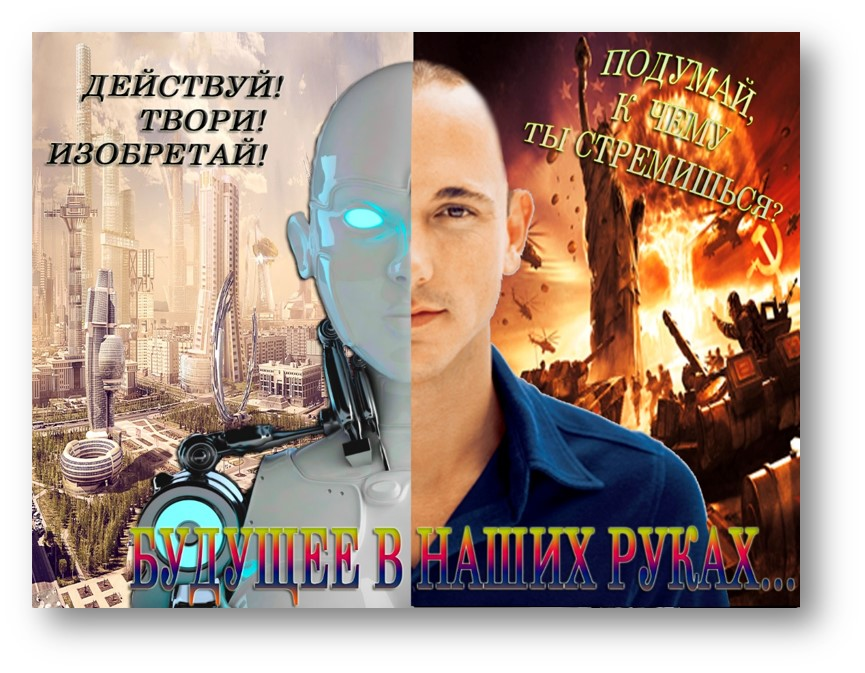 ДЕЙСТВУЙ!
ТВОРИ!
ИЗОБРЕТАЙ!
ПОДУМАЙ,
К ЧЕМУ
ТЫ СТРЕМИШЬСЯ?
БУДУЩЕЕ В НАШИХ РУКАХ...